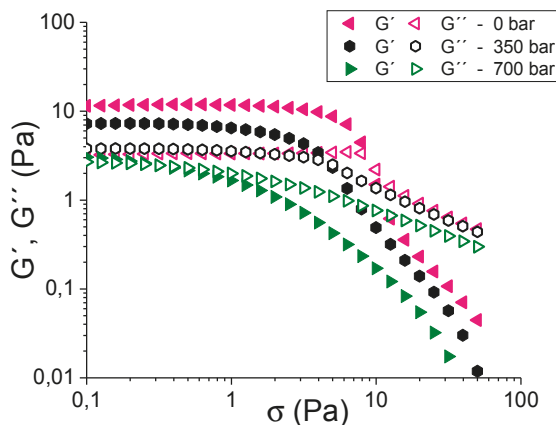 G´ G´´ - 0 bar
G´ G´´ - 350 bar
G´ G´´ - 700 bar
100
10
1
0,1
0,01
G´, G´´ (Pa)
0,1 1 10 100
σ (Pa)